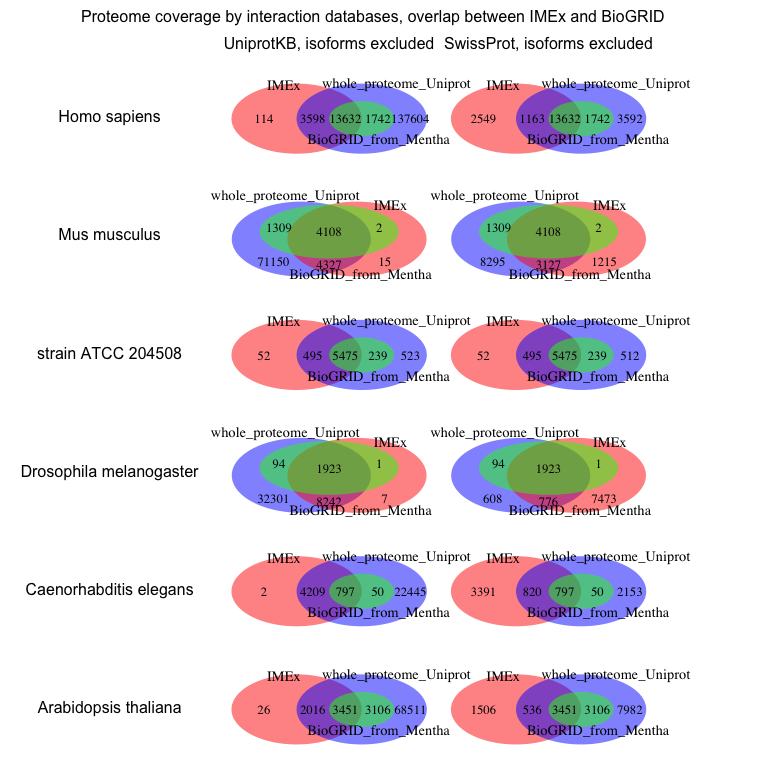 Proteome coverage by interaction databases, overlap between IMEx and BioGRID
UniprotKB, isoforms excluded SwissProt, isoforms excluded
IMEx whole_proteome_Uniprot IMEx whole_proteome_Uniprot
Homo sapiens 114 3598 13632 1742 137604 2549 1163 13632 1742 3592
BioGRID_from_Mentha BioGRID_from_Mentha
whole_proteome_Uniprot whole_proteome_Uniprot
IMEx IMEx
1309 4108 2 1309 4108 2
Mus musculus
71150 4327 15 8295 3127 1215
BioGRID_from_Mentha BioGRID_from_Mentha
IMEx whole_proteome_Uniprot IMEx whole_proteome_Uniprot
strain ATCC 204508 52 495 5475 239 523 52 495 5475 239 512
BioGRID_from_Mentha BioGRID_from_Mentha
whole_proteome_Uniprot whole_proteome_Uniprot
IMEx IMEx
94 1923 1 94 1923 1
Drosophila melanogaster
32301 8242 7 608 776 7473
BioGRID_from_Mentha BioGRID_from_Mentha
IMEx whole_proteome_Uniprot IMEx whole_proteome_Uniprot
Caenorhabditis elegans 2 4209 797 50 22445 3391 820 797 50 2153
BioGRID_from_Mentha BioGRID_from_Mentha
IMEx whole_proteome_Uniprot IMEx whole_proteome_Uniprot
Arabidopsis thaliana 26 2016 3451 3106 68511 1506 536 3451 3106 7982
BioGRID_from_Mentha BioGRID_from_Mentha